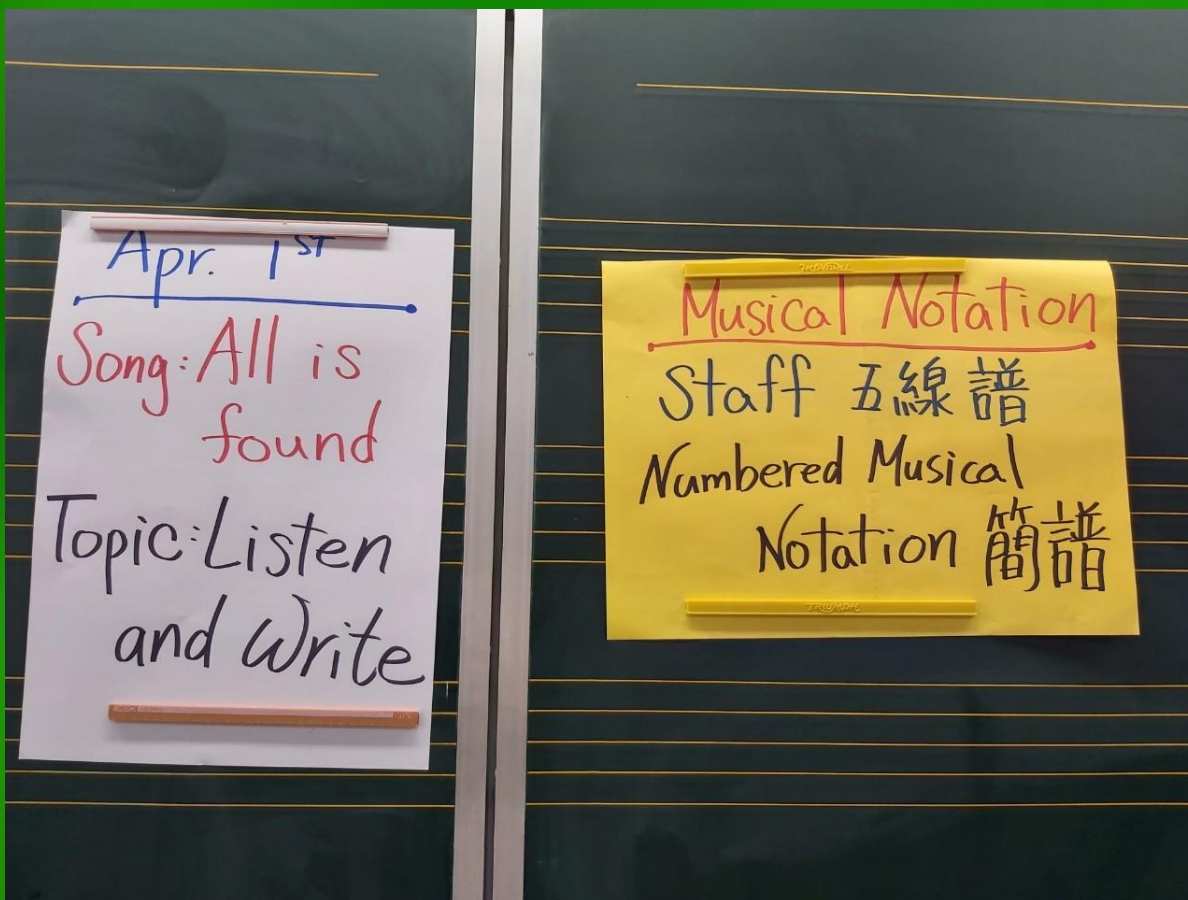 Apr. 1ST
Song: All is
found
Topic: Listen
and Write
Musical Notation
Staff 五線譜
Numbered Musical
Notation 簡譜
TRIUMPH